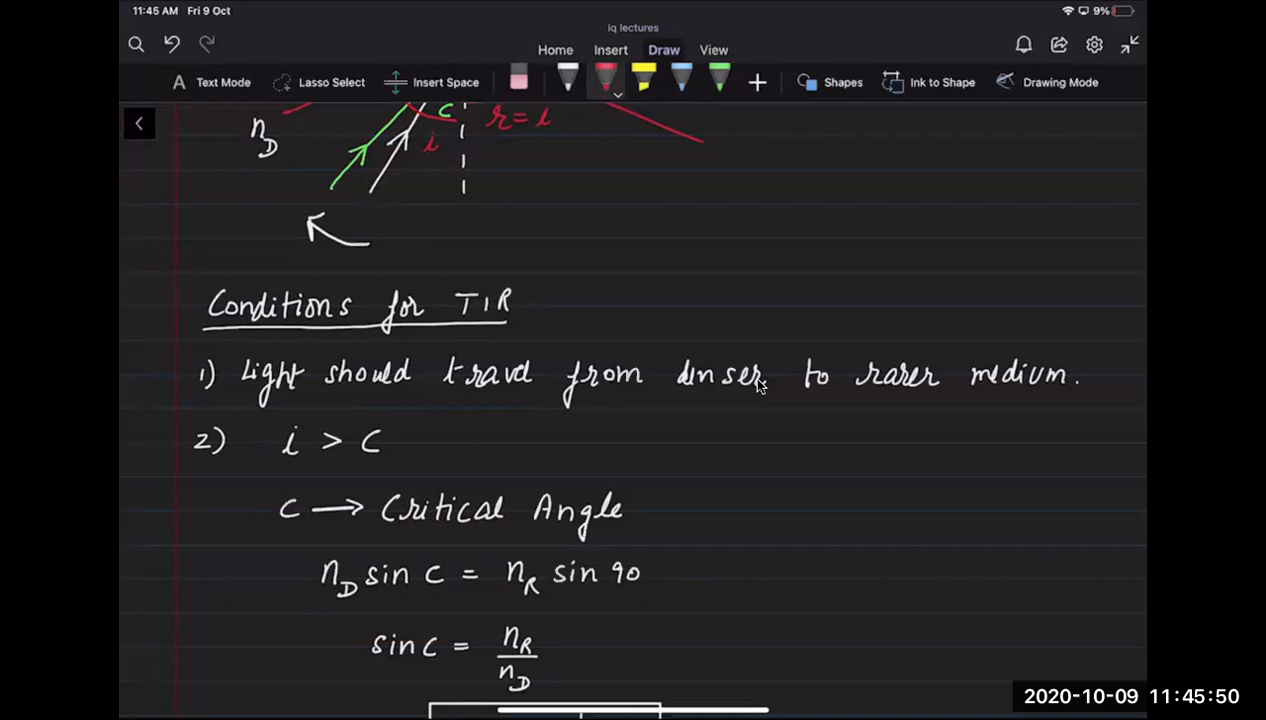 11:45 AM Fri 9 Oct
9%
iq lectures
Home Insert Draw View
Text Mode Lasso Select Insert Space Shapes Ink to Shape Drawing Mode
n_D
c
i
r = i
Conditions for TIR
1) Light should travel from denser to rarer medium.
2) i > C
C → Critical Angle
n_D sin C = n_R sin 90
sin C = n_R / n_D
2020-10-09 11:45:50